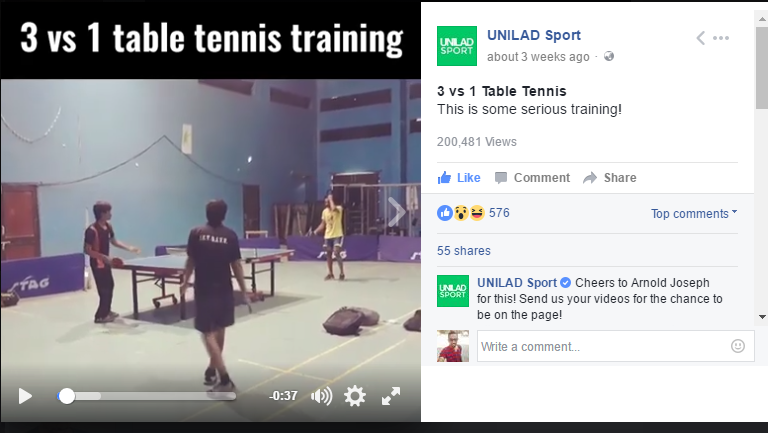 3 vs 1 table tennis training
STAG
STAG
-0:37
UNILAD
SPORT
UNILAD Sport
about 3 weeks ago ·
3 vs 1 Table Tennis
This is some serious training!
200,481 Views
Like Comment Share
576 Top comments
55 shares
UNILAD
SPORT
UNILAD Sport Cheers to Arnold Joseph
for this! Send us your videos for the chance to
be on the page!
Write a comment...